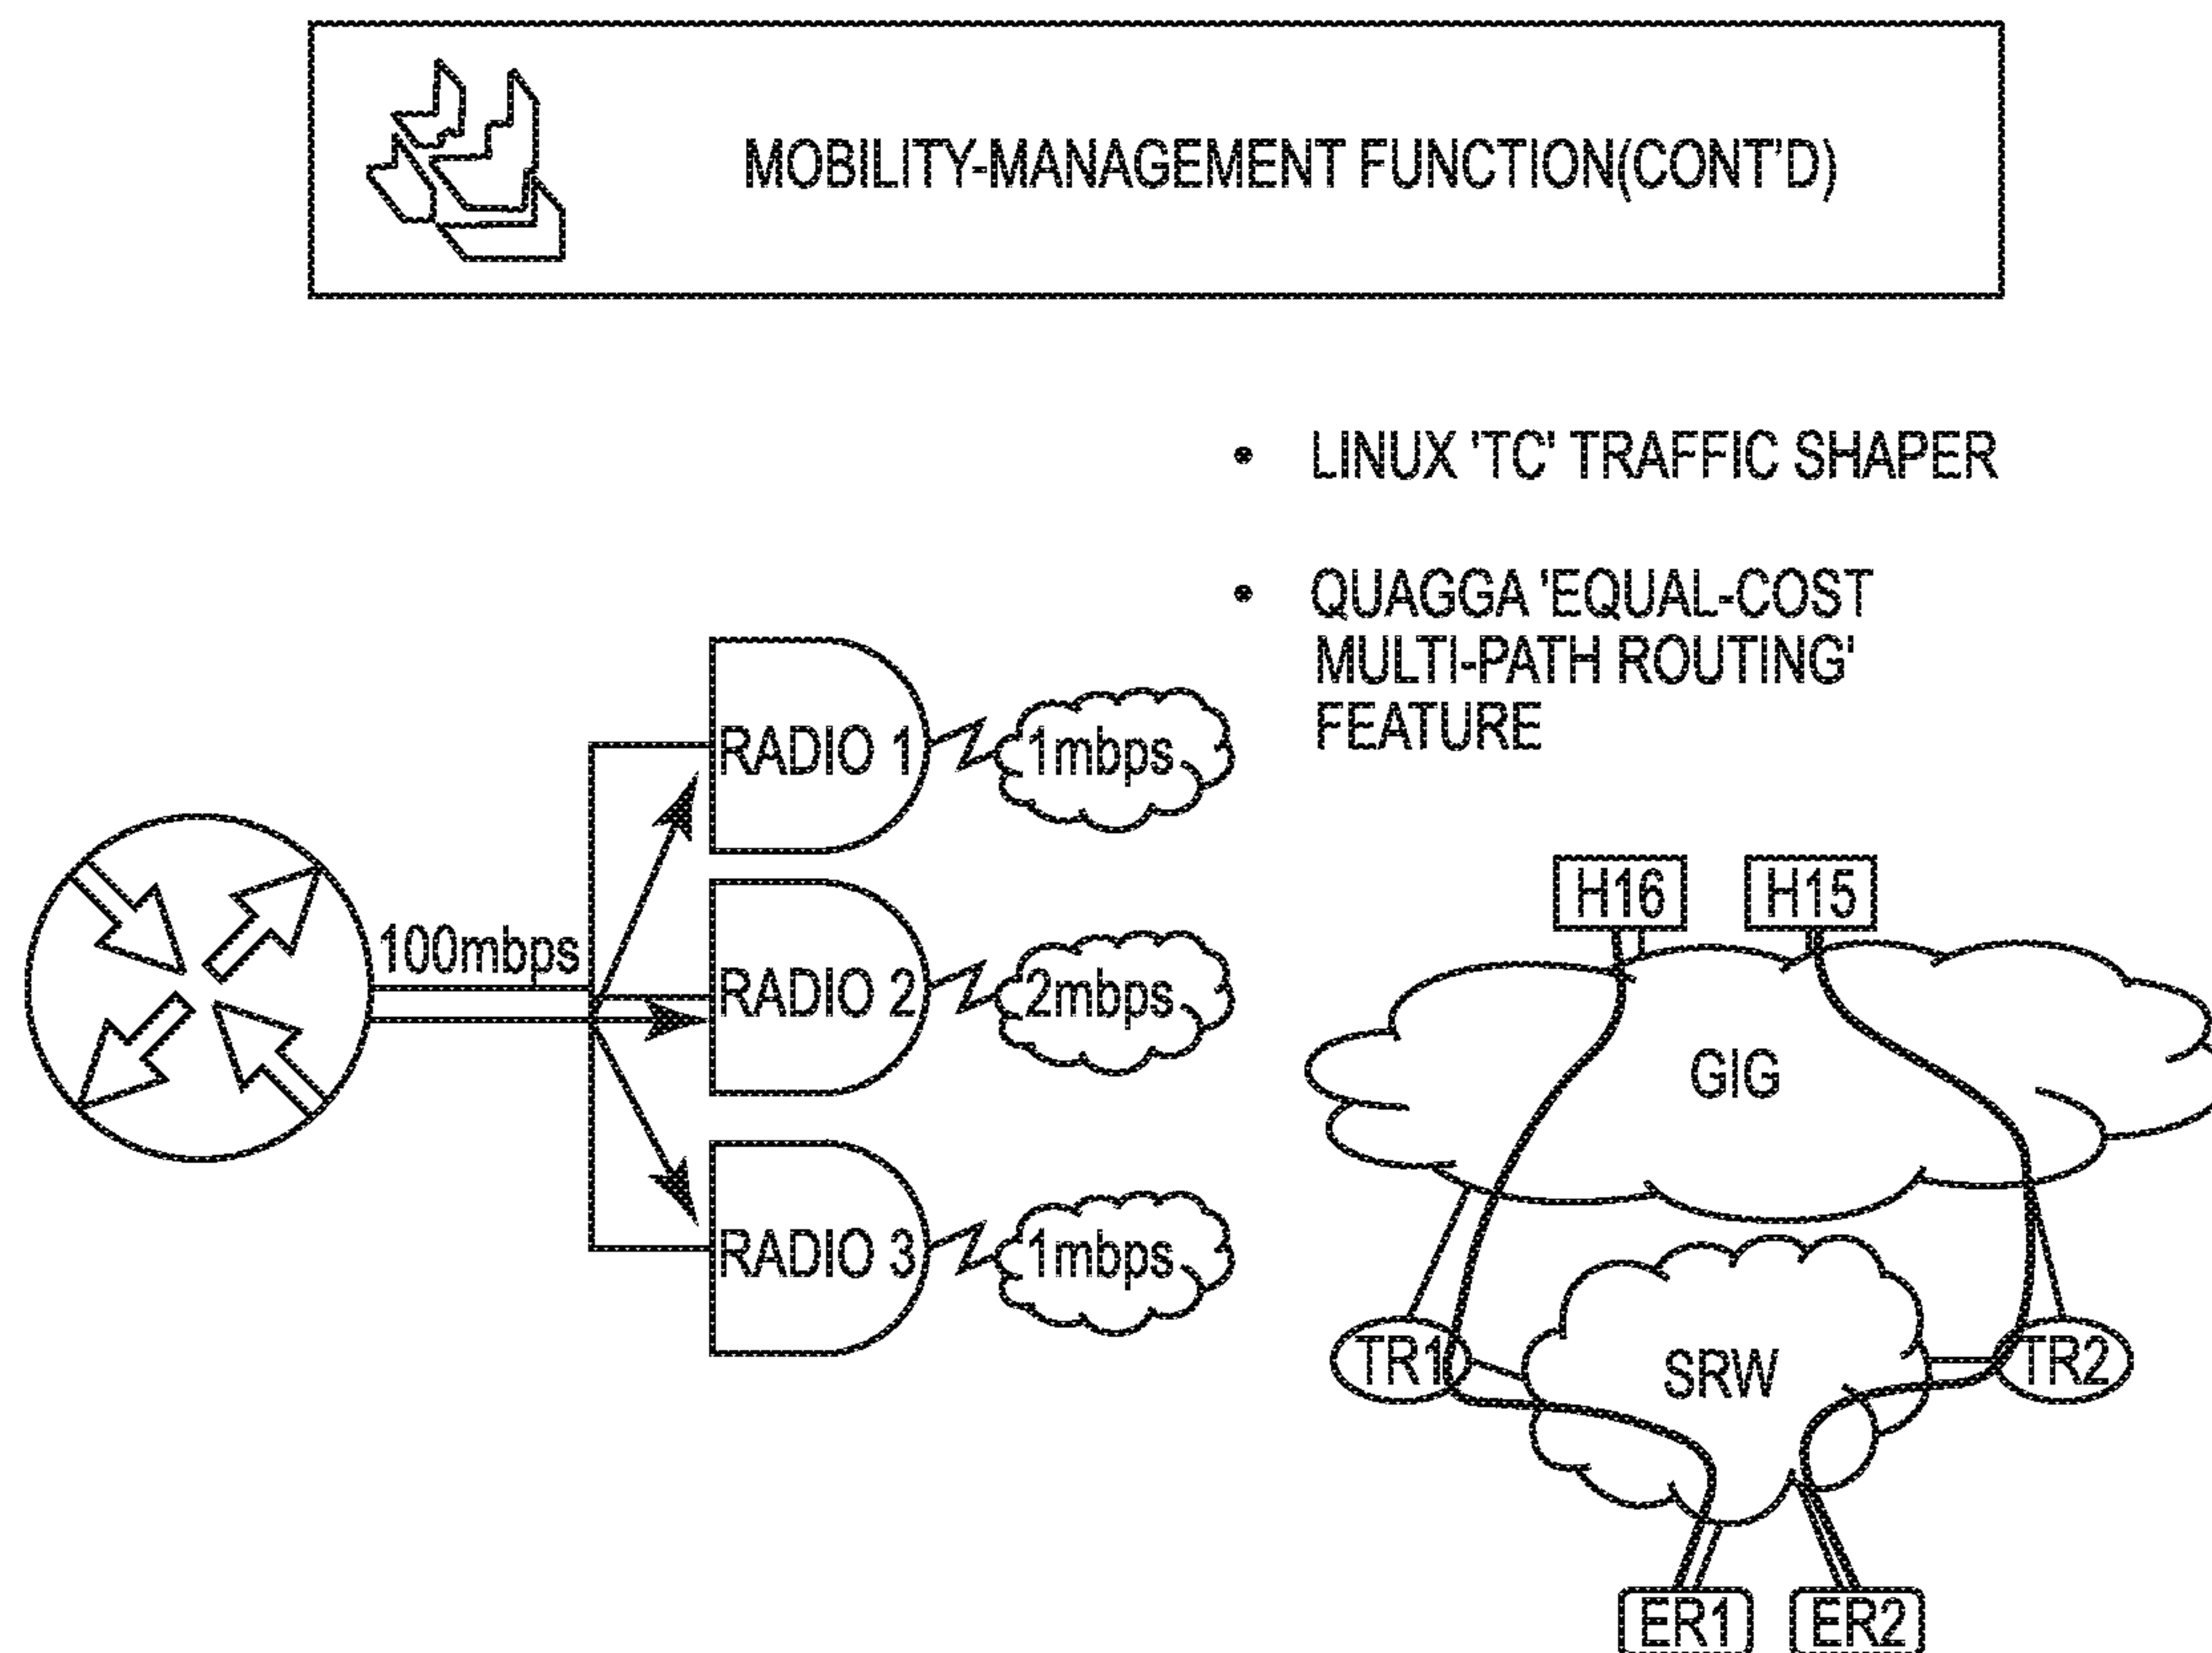 MOBILITY-MANAGEMENT FUNCTION(CONT'D)
• LINUX 'TC' TRAFFIC SHAPER
• QUAGGA 'EQUAL-COST
MULTI-PATH ROUTING'
FEATURE
100mbps
RADIO 1
1mbps
RADIO 2
2mbps
RADIO 3
1mbps
H16
H15
GIG
TR1
SRW
TR2
ER1
ER2